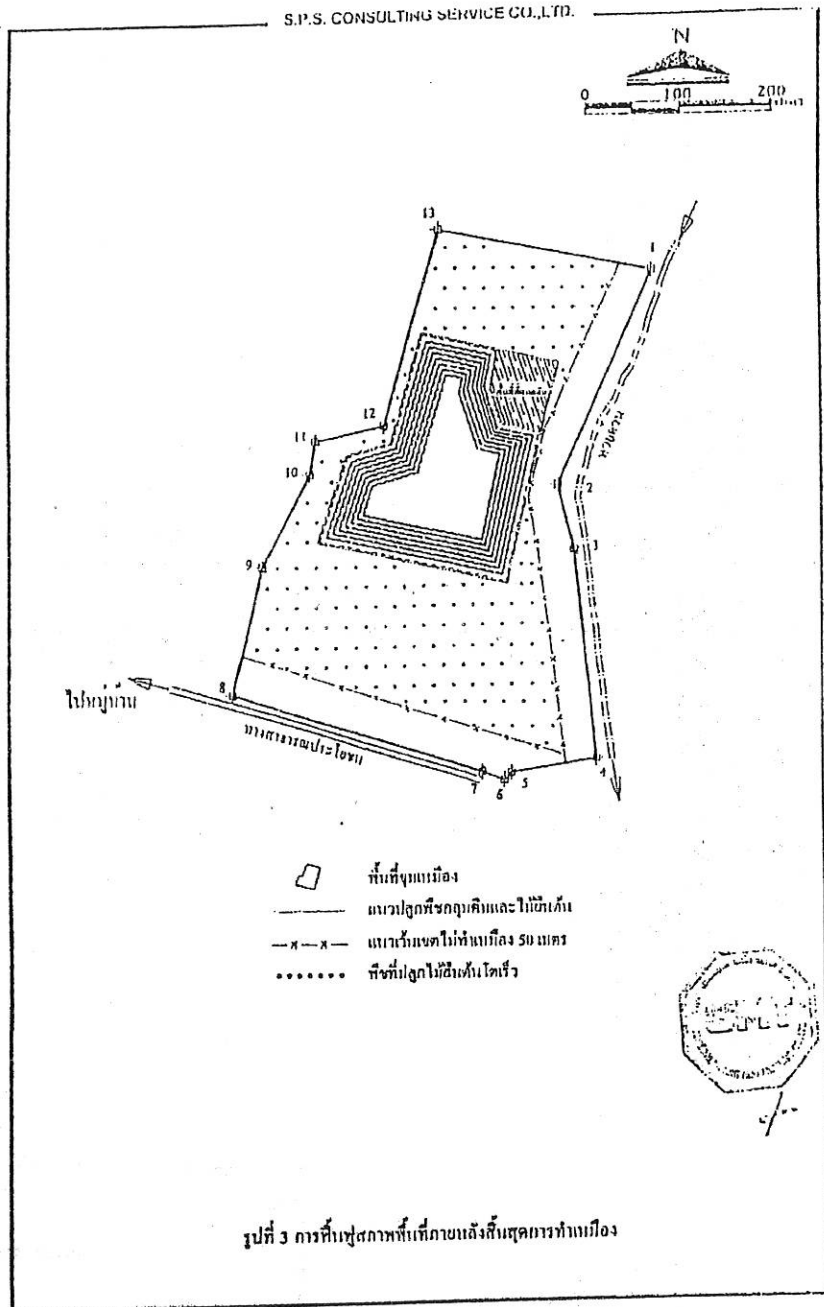 S.P.S. CONSULTING SERVICE CO.,LTD.
N
0 100 200
เมตร
13
1
12
11
10
2
3
9
8
ไปหมู่บ้าน
ทางสาธารณประโยชน์
7
6
5
4
พื้นที่ขุมเหมือง
แนวปลูกพืชคลุมดินและไม้ยืนต้น
แนวเว้นเขตไม่ทำเหมือง 50 เมตร
พืชที่ปลูกไม้ยืนต้นโตเร็ว
รูปที่ 3 การฟื้นฟูสภาพพื้นที่ภายหลังสิ้นสุดการทำเหมือง